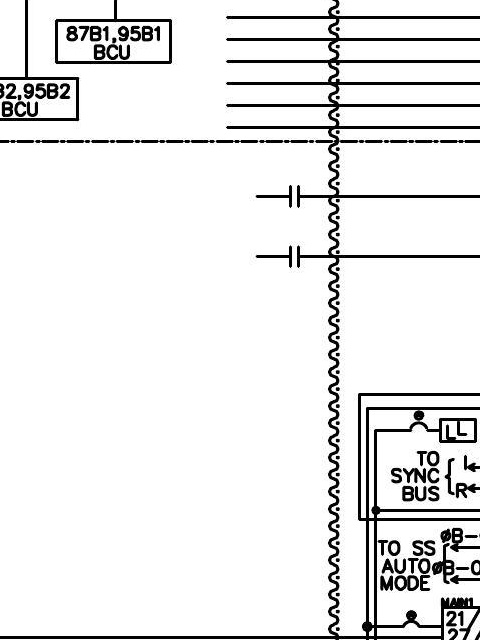 87B1,95B1
BCU
B2,95B2
BCU
LL
TO
SYNC
BUS
I
R
TO SS
AUTO
MODE
ØB-
ØB-0
MAIN1
21
27